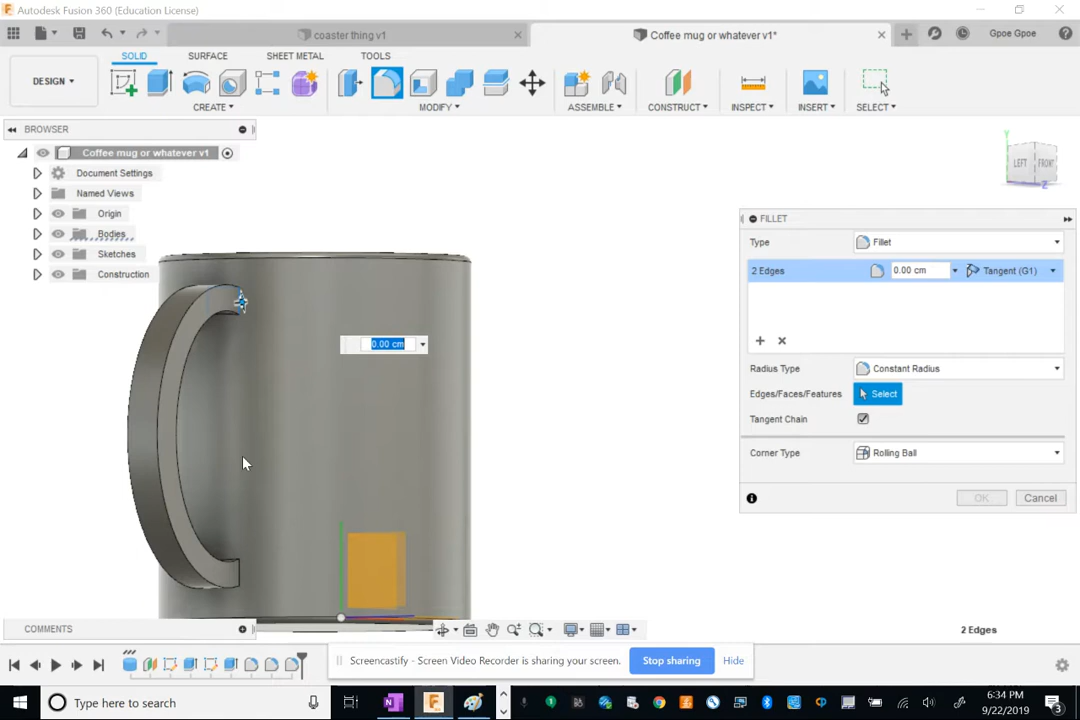 Autodesk Fusion 360 (Education License)
coaster thing v1
Coffee mug or whatever v1*
Gpoe Gpoe
DESIGN
SOLID
SURFACE
SHEET METAL
TOOLS
CREATE
MODIFY
ASSEMBLE
CONSTRUCT
INSPECT
INSERT
SELECT
BROWSER
Coffee mug or whatever v1
Document Settings
Named Views
Origin
Bodies
Sketches
Construction
Y
LEFT
FRONT
Z
FILLET
Type
Fillet
2 Edges
0.00 cm
Tangent (G1)
Radius Type
Constant Radius
Edges/Faces/Features
Select
Tangent Chain
Corner Type
Rolling Ball
OK
Cancel
0.00 cm
COMMENTS
2 Edges
Screencastify - Screen Video Recorder is sharing your screen.
Stop sharing
Hide
Type here to search
6:34 PM
9/22/2019
3